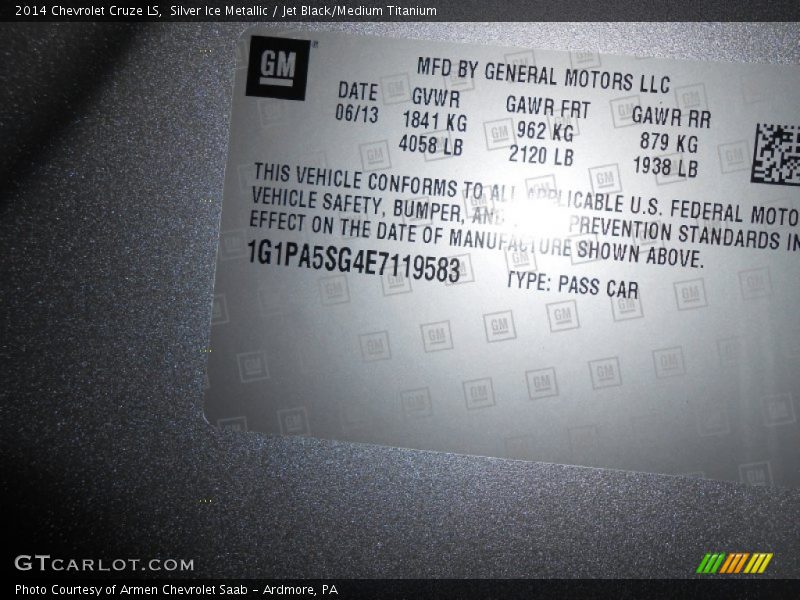 2014 Chevrolet Cruze LS, Silver Ice Metallic / Jet Black/Medium Titanium
GM
MFD BY GENERAL MOTORS LLC
DATE GVWR GAWR FRT GAWR RR
06/13 1841 KG 962 KG 879 KG
4058 LB 2120 LB 1938 LB
THIS VEHICLE CONFORMS TO ALL APPLICABLE U.S. FEDERAL MOTO
VEHICLE SAFETY, BUMPER, AND PREVENTION STANDARDS IN
EFFECT ON THE DATE OF MANUFACTURE SHOWN ABOVE.
1G1PA5SG4E7119583 TYPE: PASS CAR
GTCARLOT.COM
Photo Courtesy of Armen Chevrolet Saab - Ardmore, PA